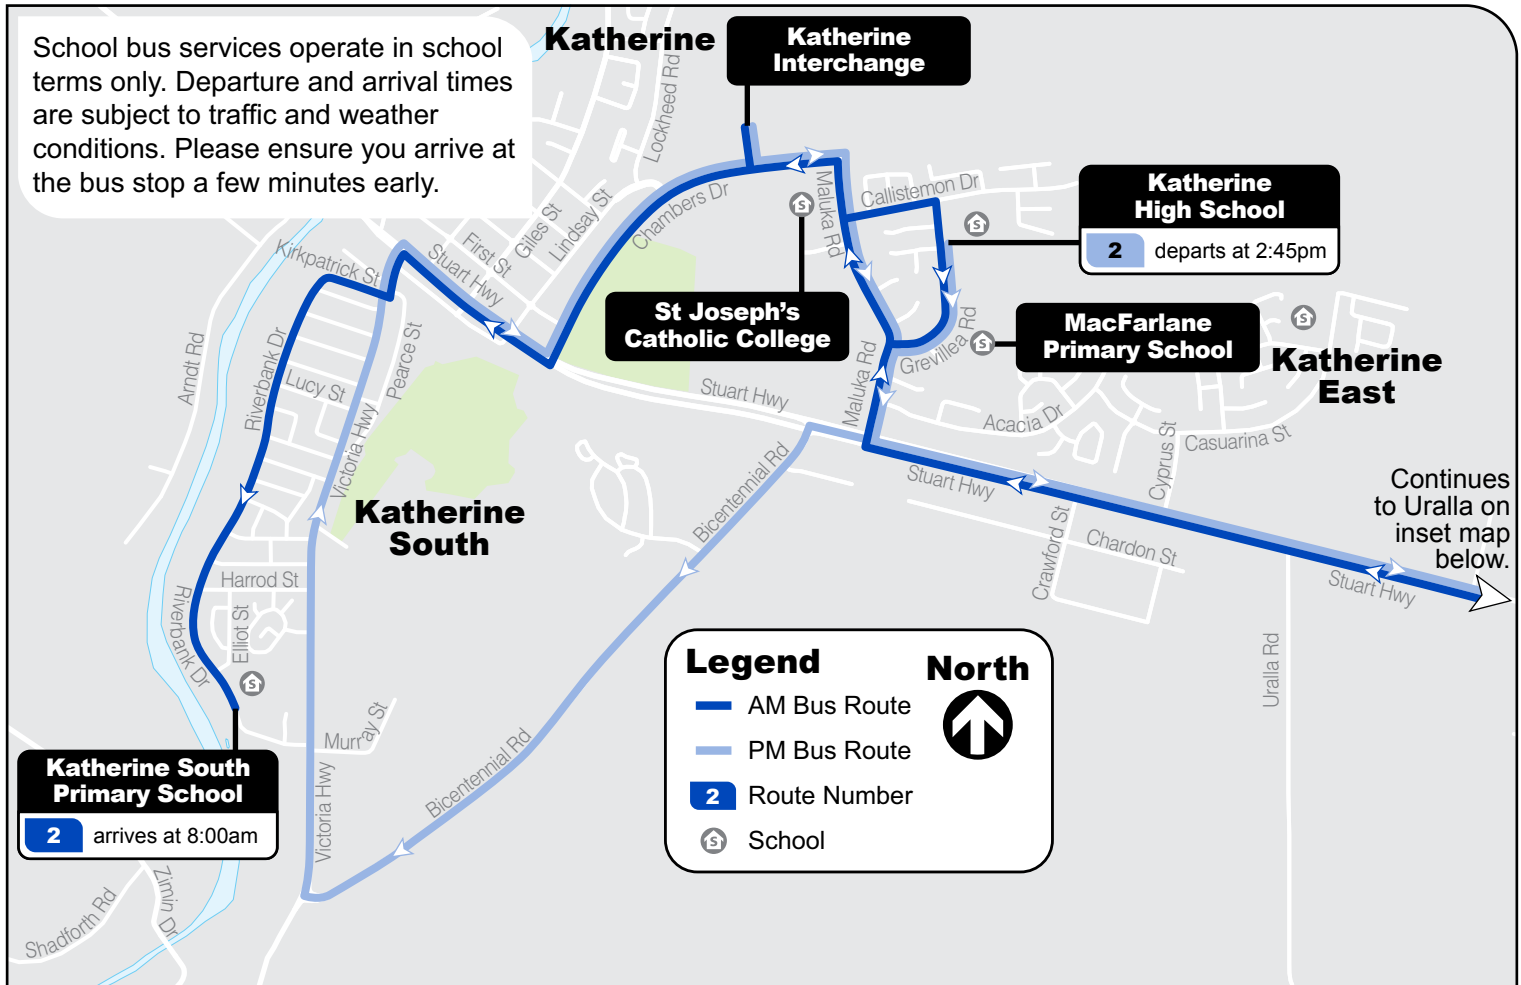 School bus services operate in school
terms only. Departure and arrival times
are subject to traffic and weather
conditions. Please ensure you arrive at
the bus stop a few minutes early.
Katherine
Katherine
Interchange
Lockheed Rd
Chambers Dr
Maluka Rd
Callistemon Dr
S
S
Katherine
High School
2 departs at 2:45pm
Giles St
Lindsay St
First St
Stuart Hwy
Kirkpatrick St
St Joseph's
Catholic College
MacFarlane
Primary School
S
S
Grevillea Rd
Maluka Rd
Katherine
East
Arndt Rd
Riverbank Dr
Lucy St
Pearce St
Victoria Hwy
Stuart Hwy
Acacia Dr
Cyprus St
Casuarina St
Bicentennial Rd
Stuart Hwy
Continues
to Uralla on
inset map
below.
Katherine
South
Crawford St
Chardon St
Stuart Hwy
Harrod St
Riverbank Dr
Elliot St
S
Uralla Rd
Murray St
Victoria Hwy
Bicentennial Rd
Katherine South
Primary School
2 arrives at 8:00am
Zimin Dr
Shadforth Rd
Legend
North
AM Bus Route
PM Bus Route
2 Route Number
S School